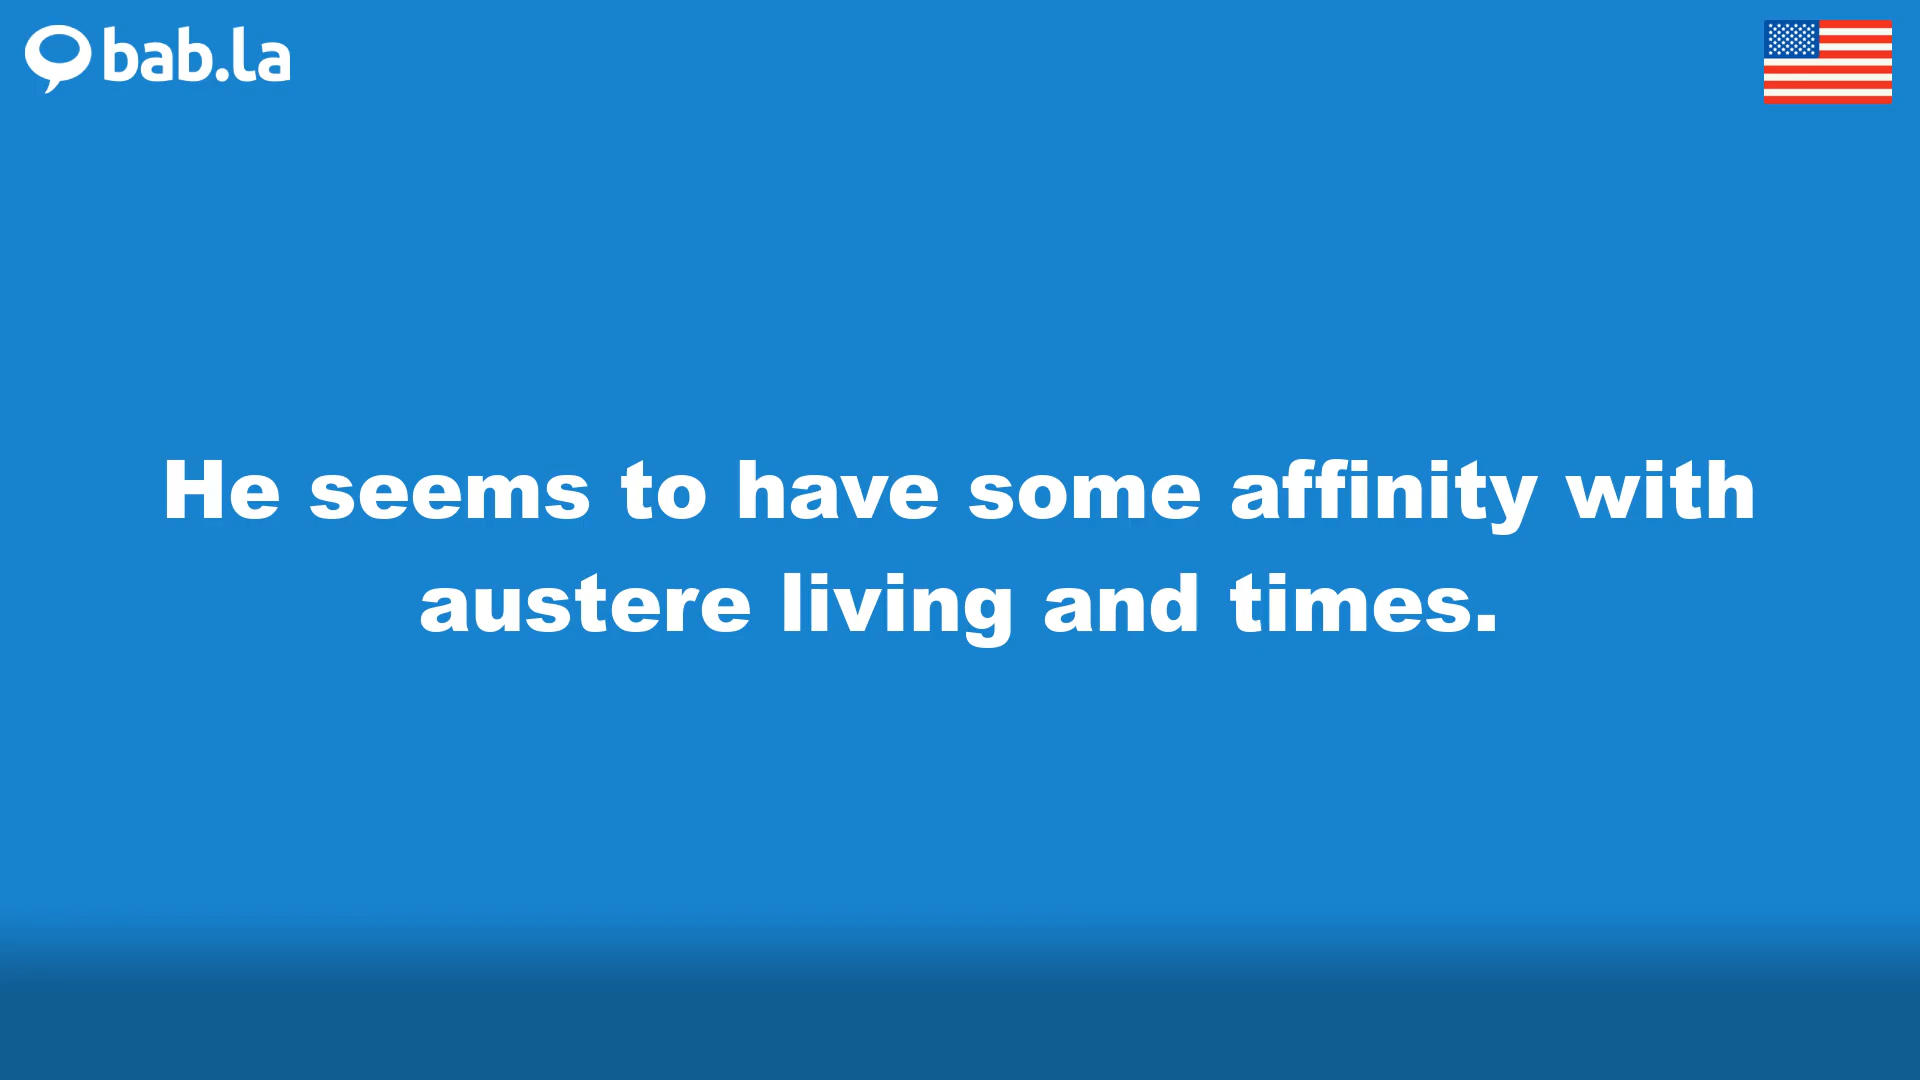 bab.la
He seems to have some affinity with
austere living and times.